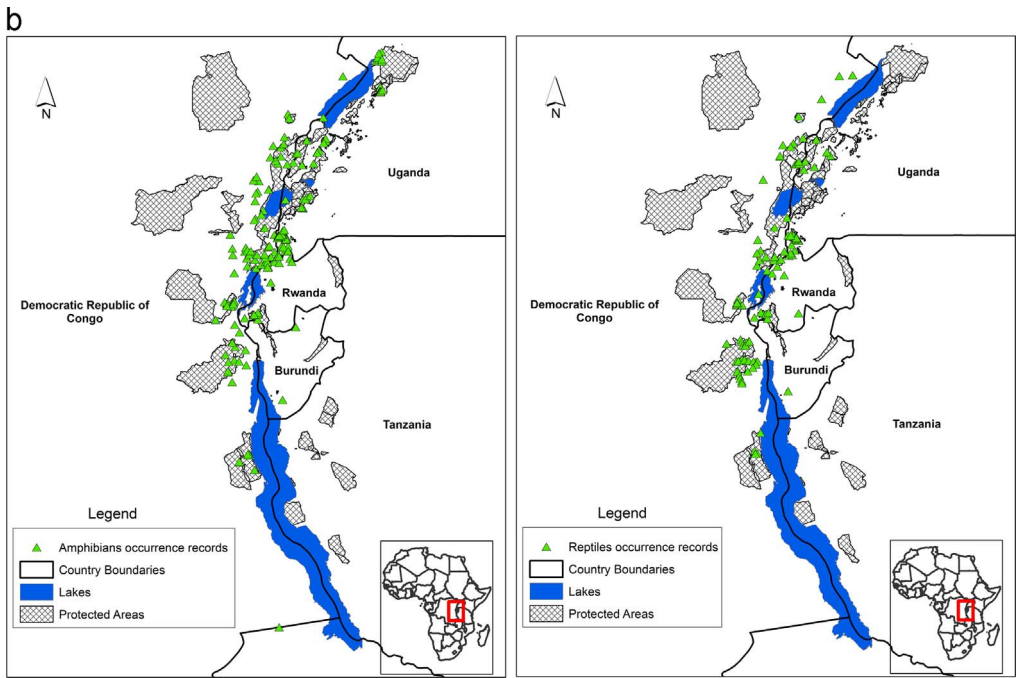 b
N
Uganda
Democratic Republic of
Congo
Rwanda
Burundi
Tanzania
Legend
Amphibians occurrence records
Country Boundaries
Lakes
Protected Areas
N
Uganda
Democratic Republic of
Congo
Rwanda
Burundi
Tanzania
Legend
Reptiles occurrence records
Country Boundaries
Lakes
Protected Areas